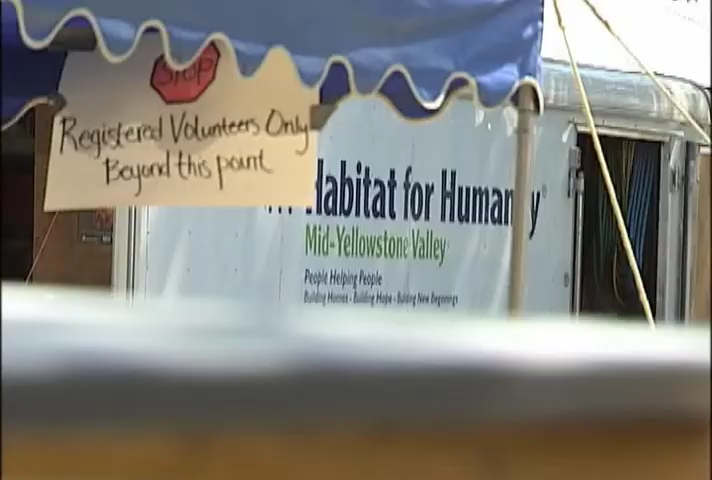 STOP
Registered Volunteers Only
Beyond this point
Habitat for Humanity
Mid-Yellowstone Valley
People Helping People
Building Homes - Building Hope - Building New Beginnings